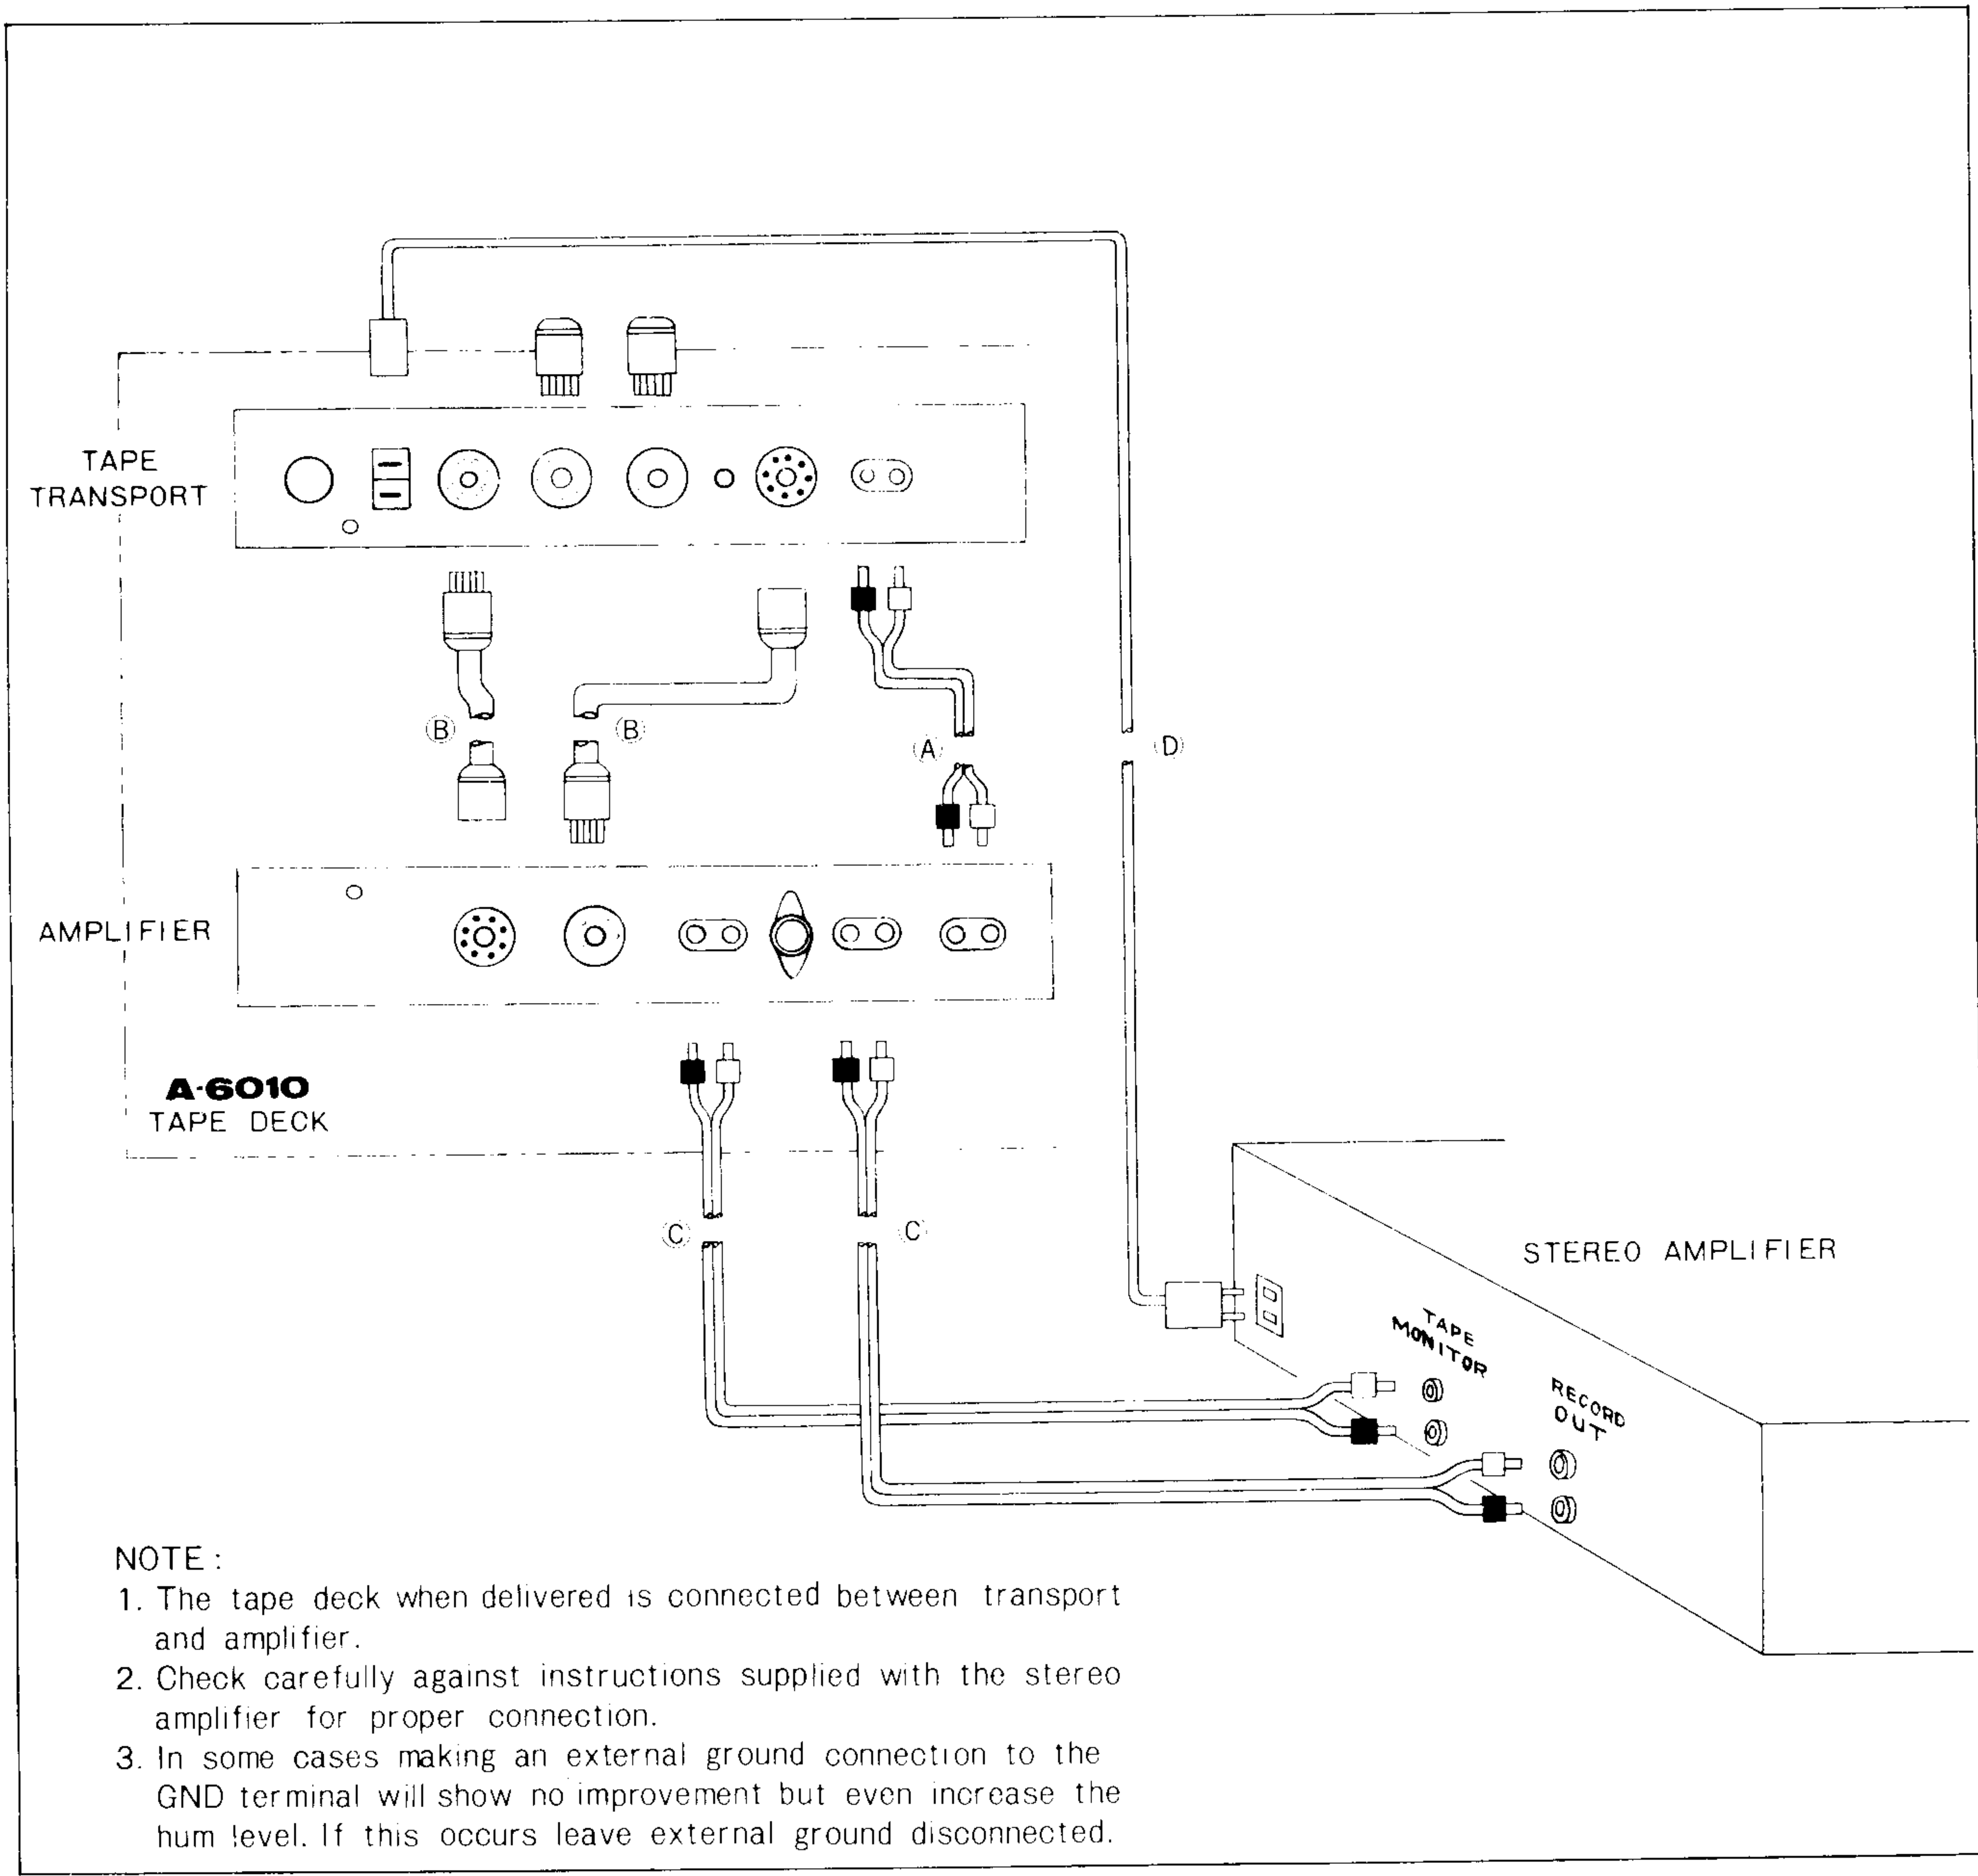 TAPE
TRANSPORT
B
B
A
D
AMPLIFIER
A-6010
TAPE DECK
C
C
STEREO AMPLIFIER
TAPE
MONITOR
RECORD
OUT
NOTE:
1. The tape deck when delivered is connected between transport
and amplifier.
2. Check carefully against instructions supplied with the stereo
amplifier for proper connection.
3. In some cases making an external ground connection to the
GND terminal will show no improvement but even increase the
hum level. If this occurs leave external ground disconnected.